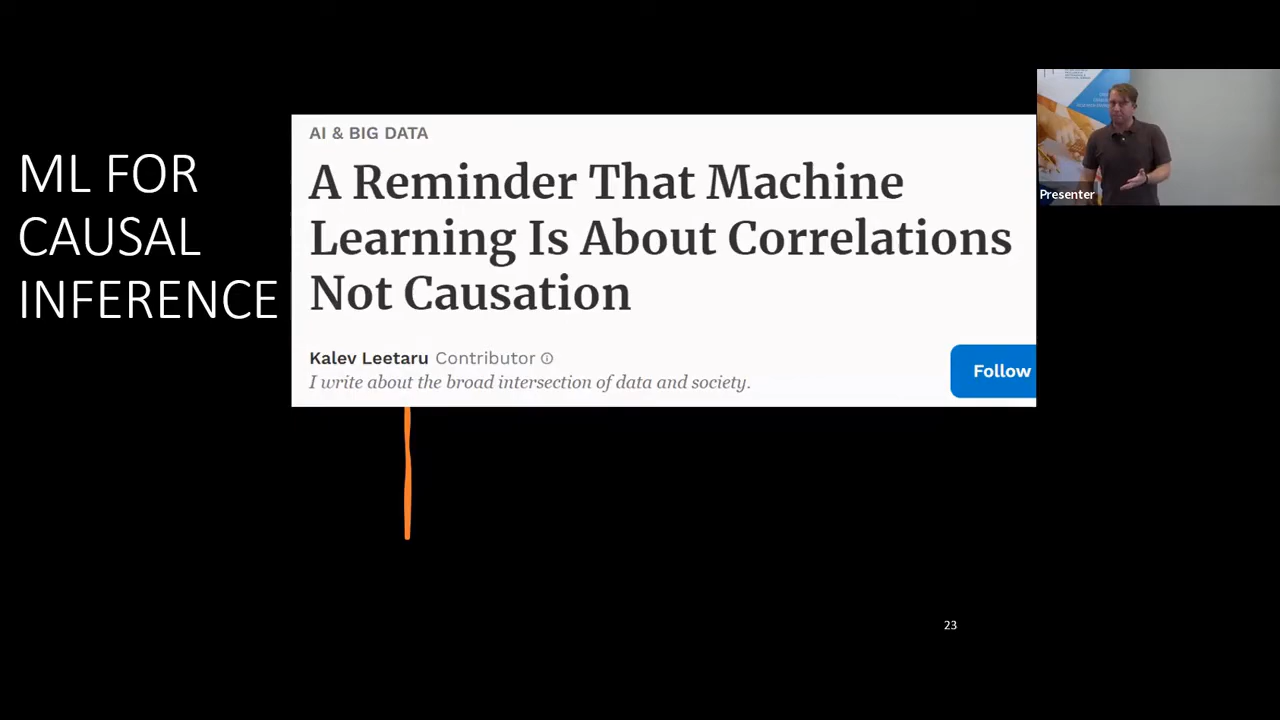 ML FOR
CAUSAL
INFERENCE
AI & BIG DATA
A Reminder That Machine
Learning Is About Correlations
Not Causation
Kalev Leetaru Contributor
I write about the broad intersection of data and society.
Follow
Presenter
23